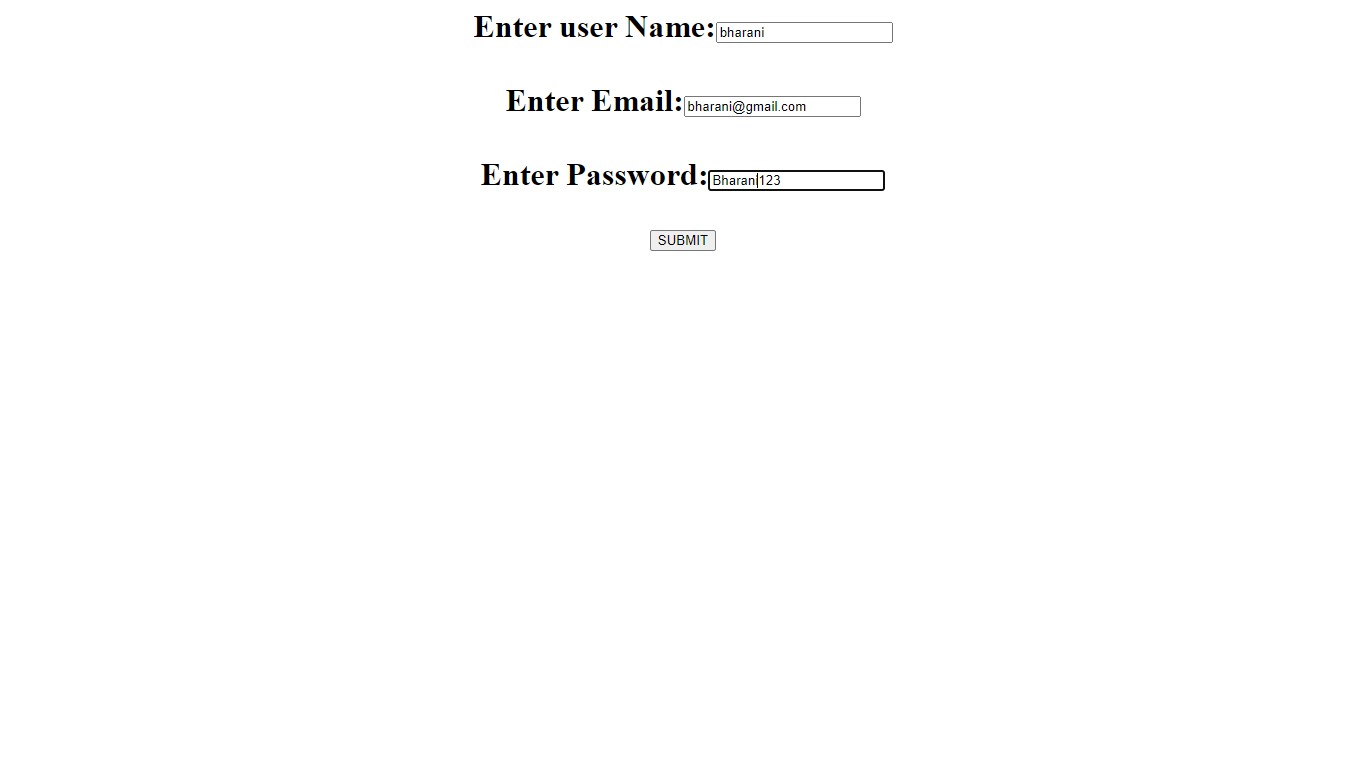 Enter user Name: bharani
Enter Email: bharani@gmail.com
Enter Password: Bharani123
SUBMIT